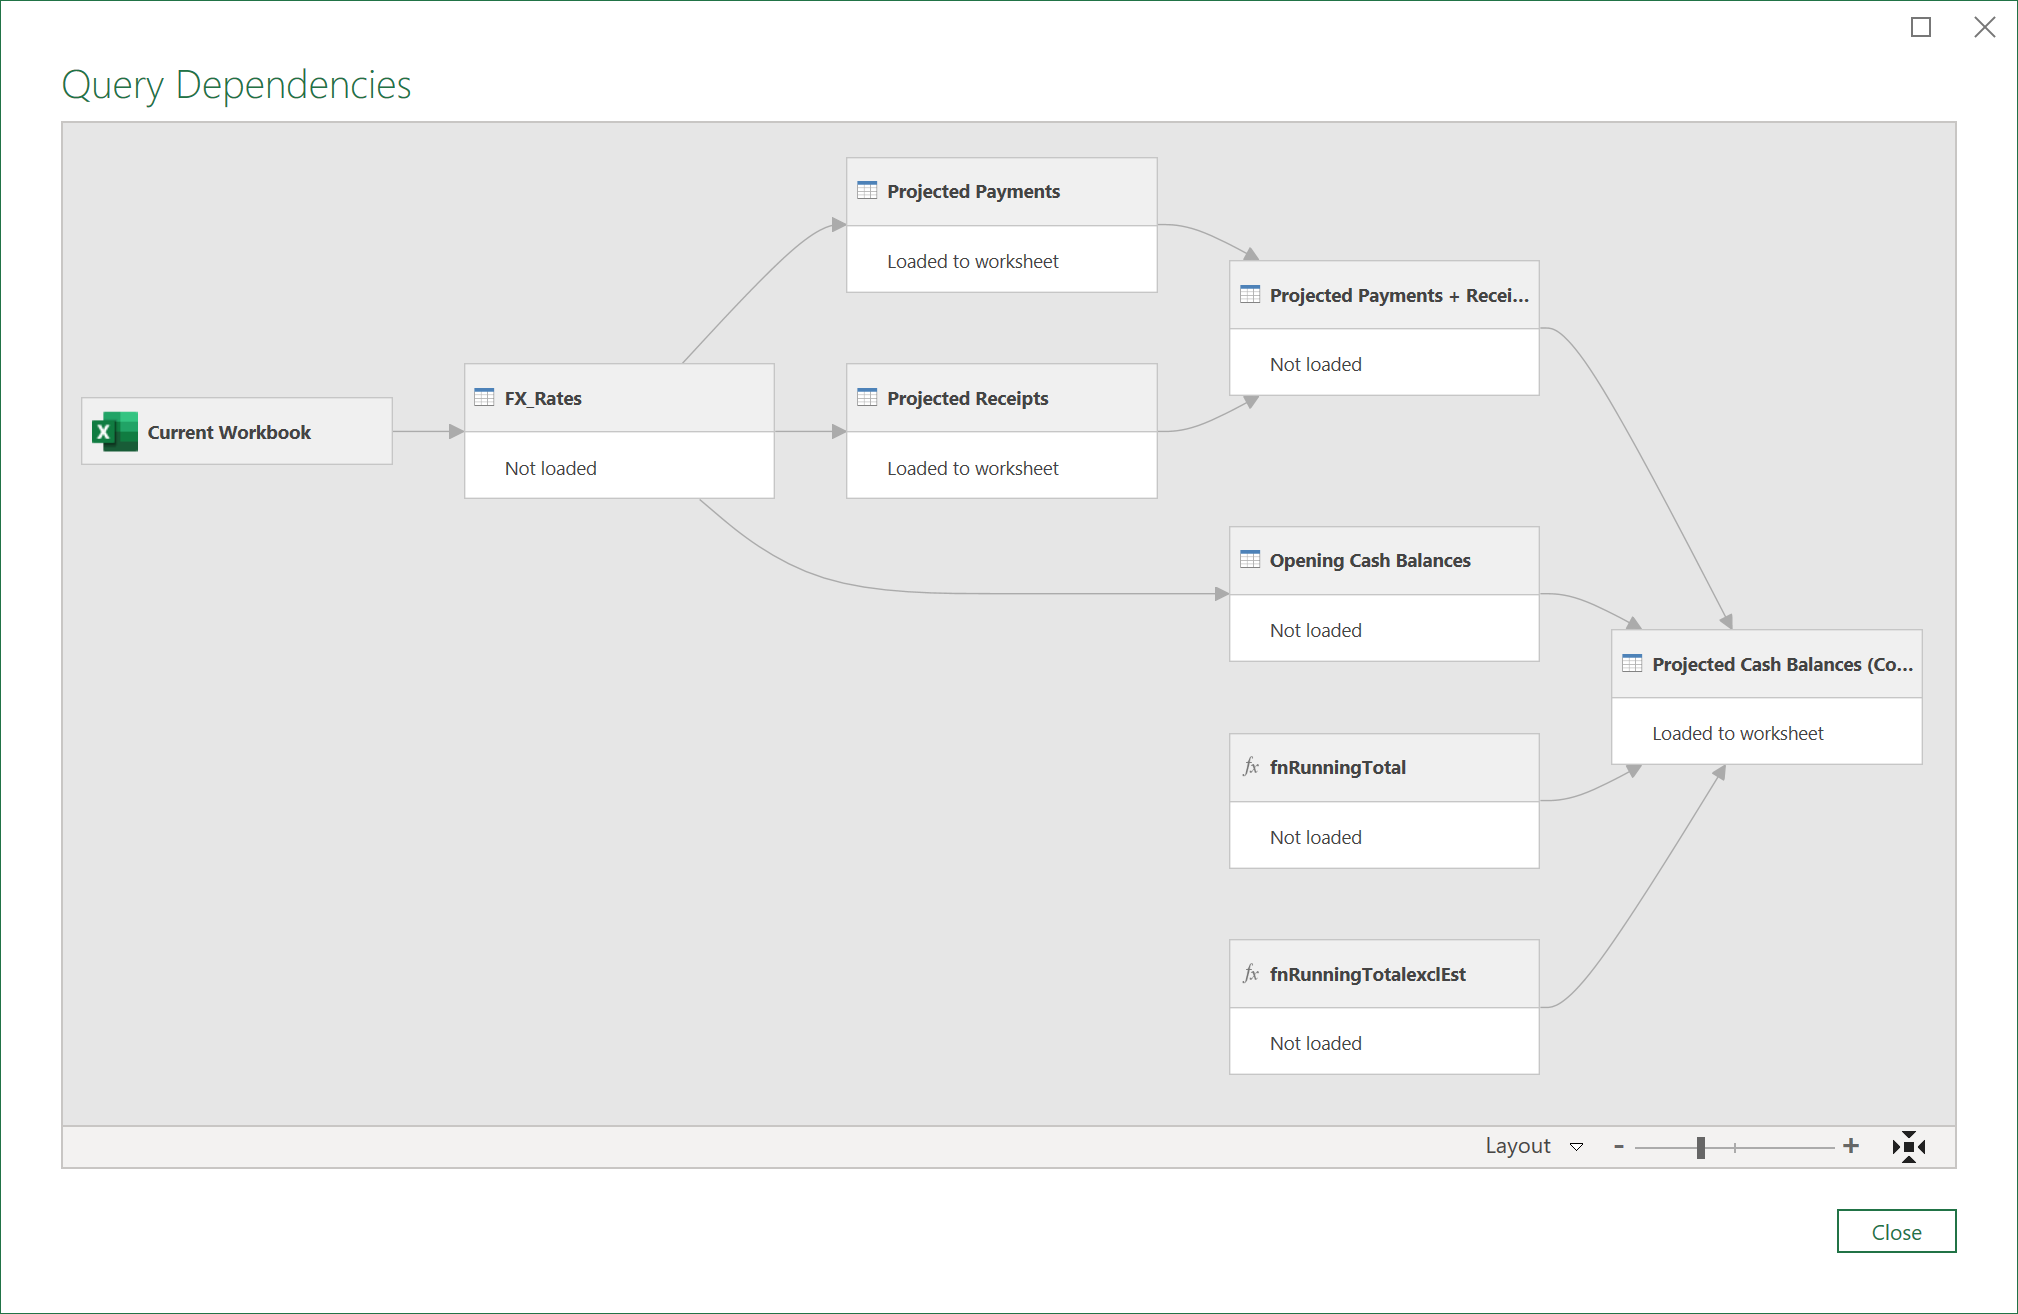 Query Dependencies
Projected Payments
Loaded to worksheet
Projected Payments + Recei...
Not loaded
Current Workbook
FX_Rates
Not loaded
Projected Receipts
Loaded to worksheet
Opening Cash Balances
Not loaded
Projected Cash Balances (Co...
Loaded to worksheet
fx fnRunningTotal
Not loaded
fx fnRunningTotalexclEst
Not loaded
Layout - +
Close